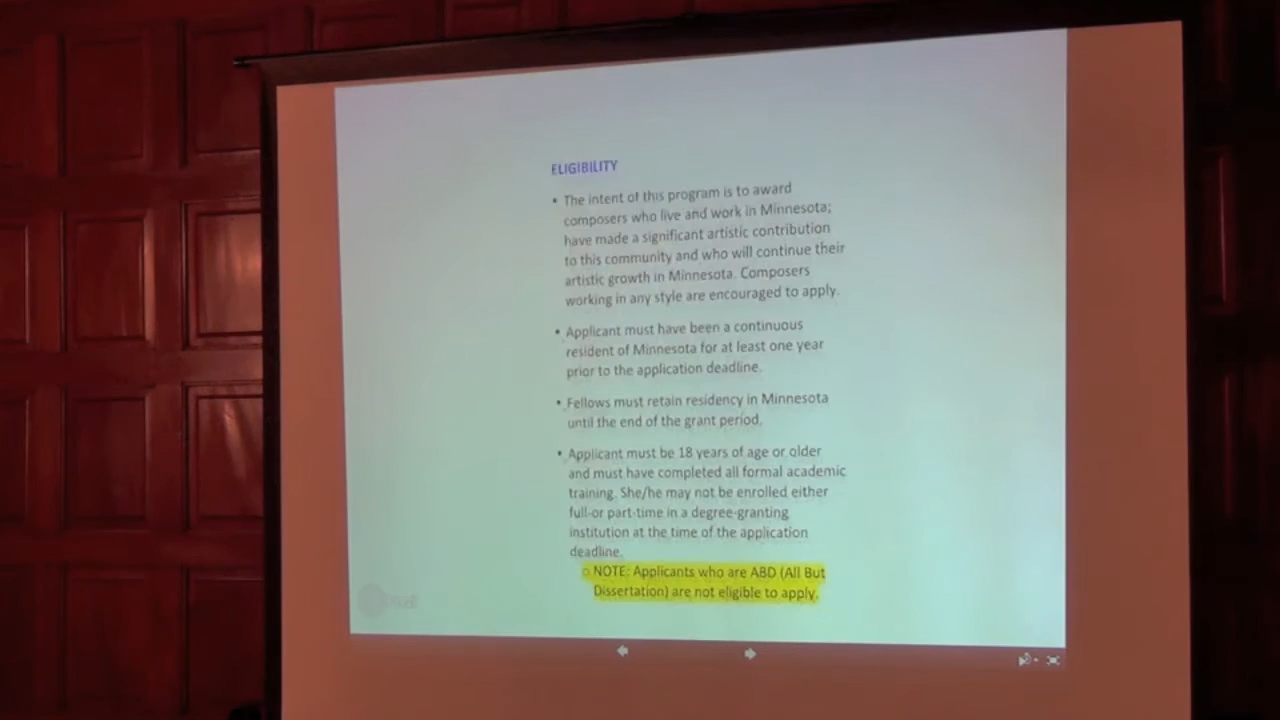 ELIGIBILITY
• The intent of this program is to award
composers who live and work in Minnesota;
have made a significant artistic contribution
to this community and who will continue their
artistic growth in Minnesota. Composers
working in any style are encouraged to apply.
• Applicant must have been a continuous
resident of Minnesota for at least one year
prior to the application deadline.
• Fellows must retain residency in Minnesota
until the end of the grant period.
• Applicant must be 18 years of age or older
and must have completed all formal academic
training. She/he may not be enrolled either
full-or part-time in a degree-granting
institution at the time of the application
deadline.
○ NOTE: Applicants who are ABD (All But
Dissertation) are not eligible to apply.